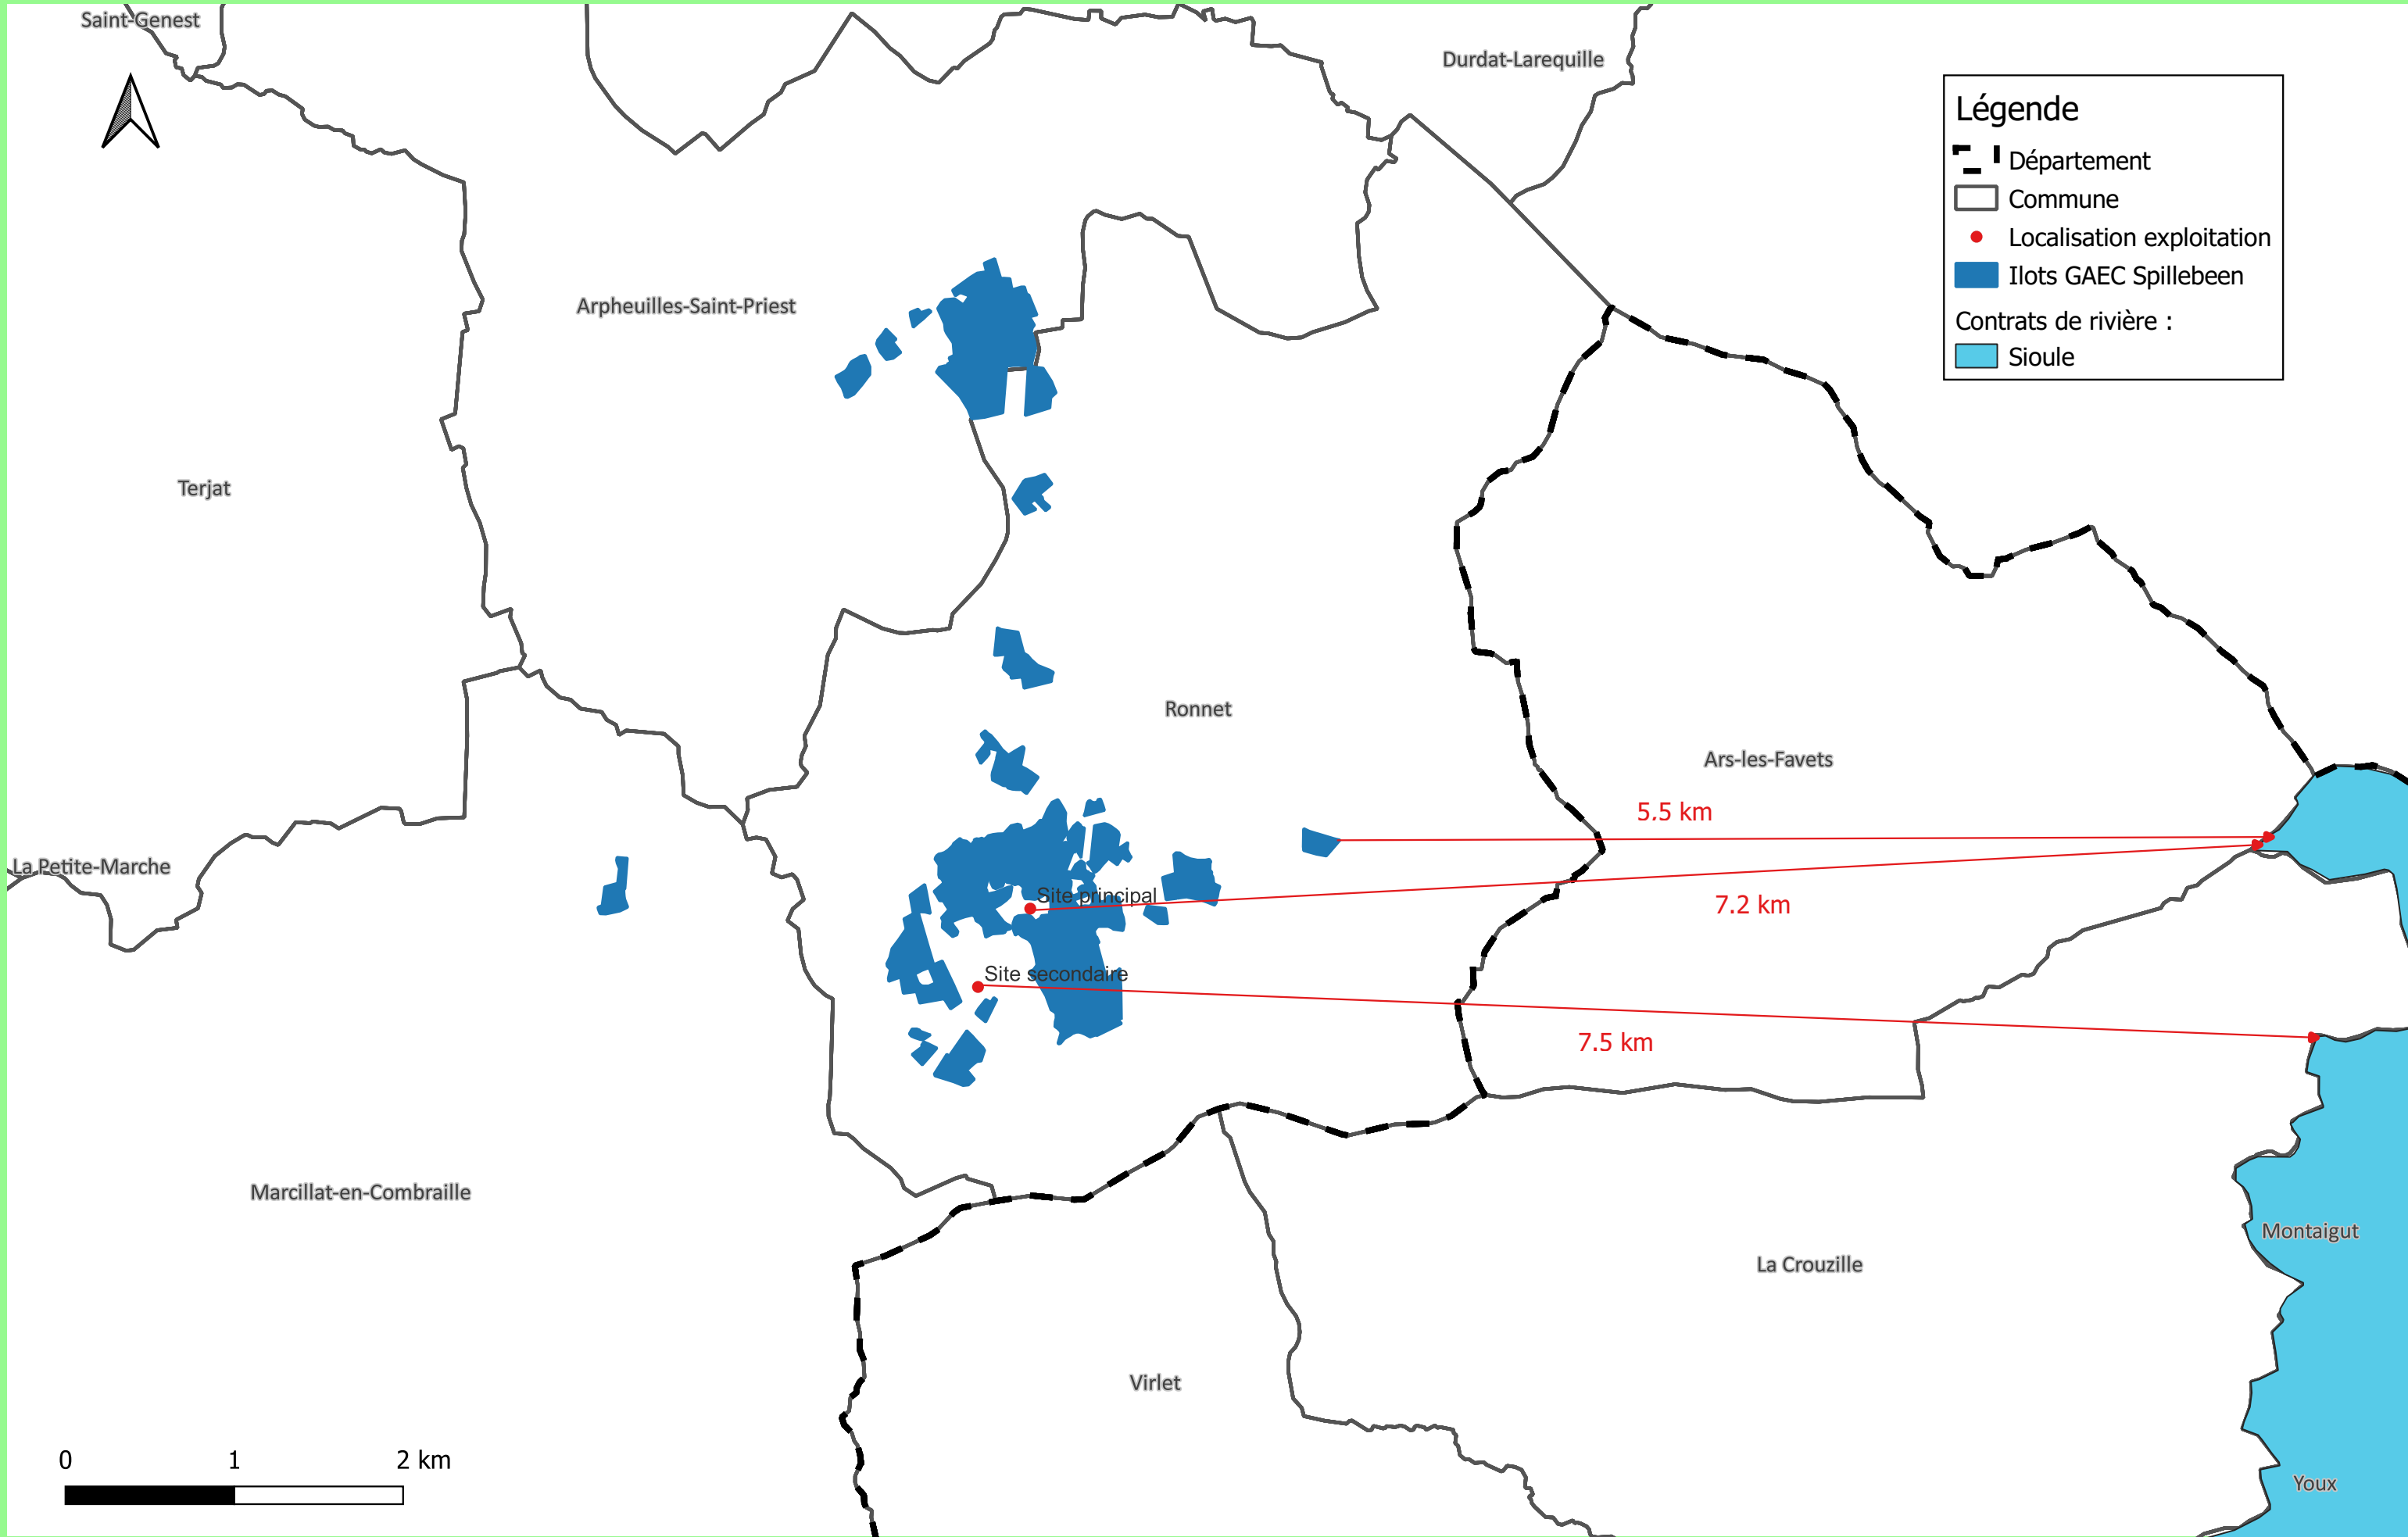 Saint-Genest
Durdat-Larequille
Légende
Département
Commune
Localisation exploitation
Ilots GAEC Spillebeen
Contrats de rivière :
Sioule
Arpheuilles-Saint-Priest
Terjat
Ronnet
Ars-les-Favets
5.5 km
La Petite-Marche
Site principal
7.2 km
Site secondaire
7.5 km
Marcillat-en-Combraille
Montaigut
La Crouzille
Virlet
0 1 2 km
Youx